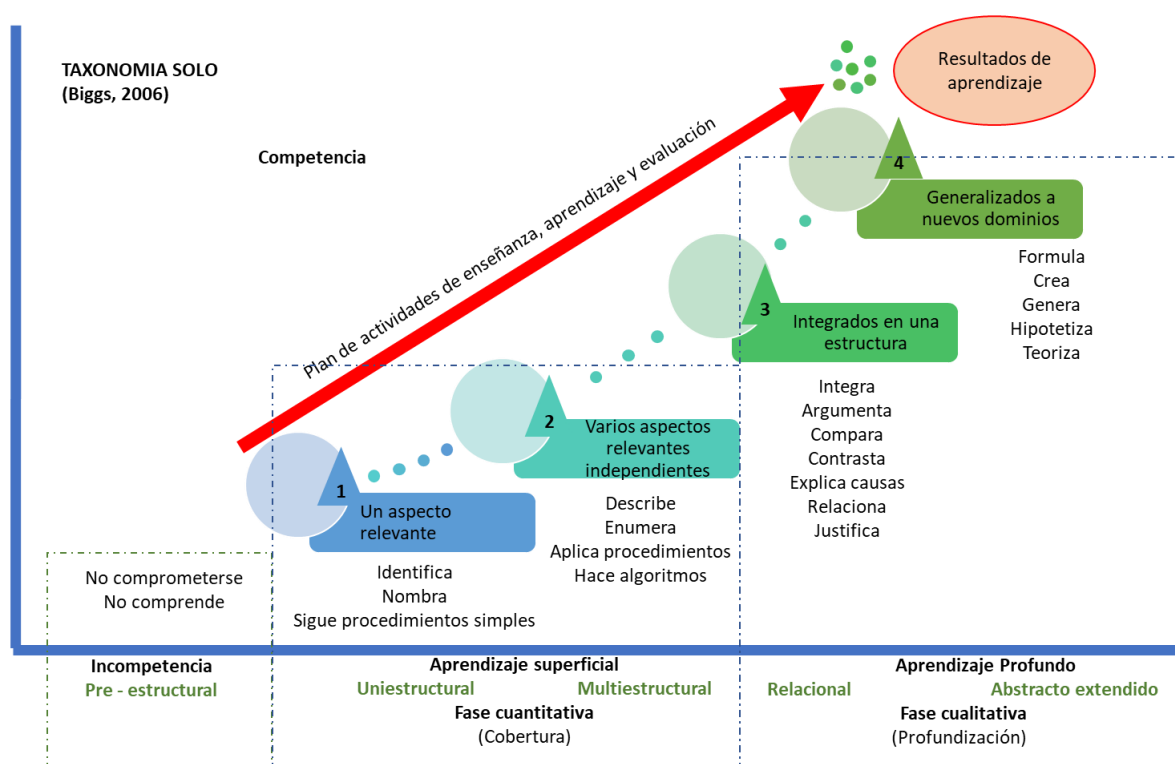 TAXONOMIA SOLO
(Biggs, 2006)
Competencia
Plan de actividades de enseñanza, aprendizaje y evaluación
Resultados de
aprendizaje
4
Generalizados a
nuevos dominios
Formula
Crea
Genera
Hipotetiza
Teoriza
3
Integrados en una
estructura
Integra
Argumenta
Compara
Contrasta
Explica causas
Relaciona
Justifica
2
Varios aspectos
relevantes
independientes
Describe
Enumera
Aplica procedimientos
Hace algoritmos
1
Un aspecto
relevante
Identifica
Nombra
Sigue procedimientos simples
No comprometerse
No comprende
Incompetencia
Pre - estructural
Aprendizaje superficial
Uniestructural
Multiestructural
Fase cuantitativa
(Cobertura)
Aprendizaje Profundo
Relacional
Abstracto extendido
Fase cualitativa
(Profundización)